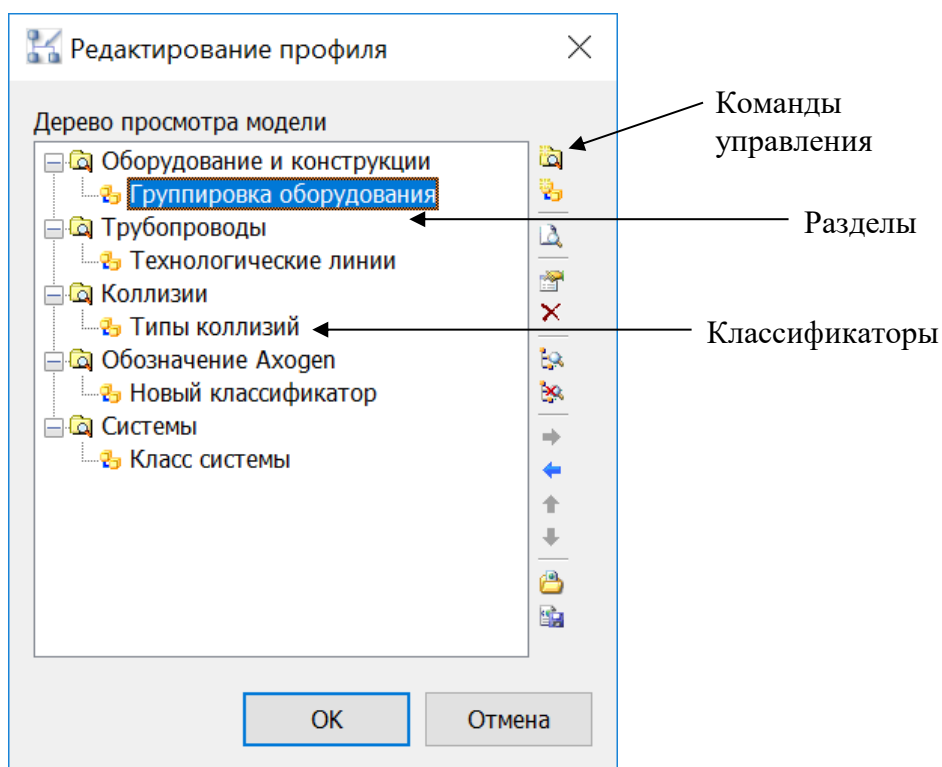 Редактирование профиля
Дерево просмотра модели
Оборудование и конструкции
Группировка оборудования
Трубопроводы
Технологические линии
Коллизии
Типы коллизий
Обозначение Axogen
Новый классификатор
Системы
Класс системы
OK
Отмена
Команды
управления
Разделы
Классификаторы